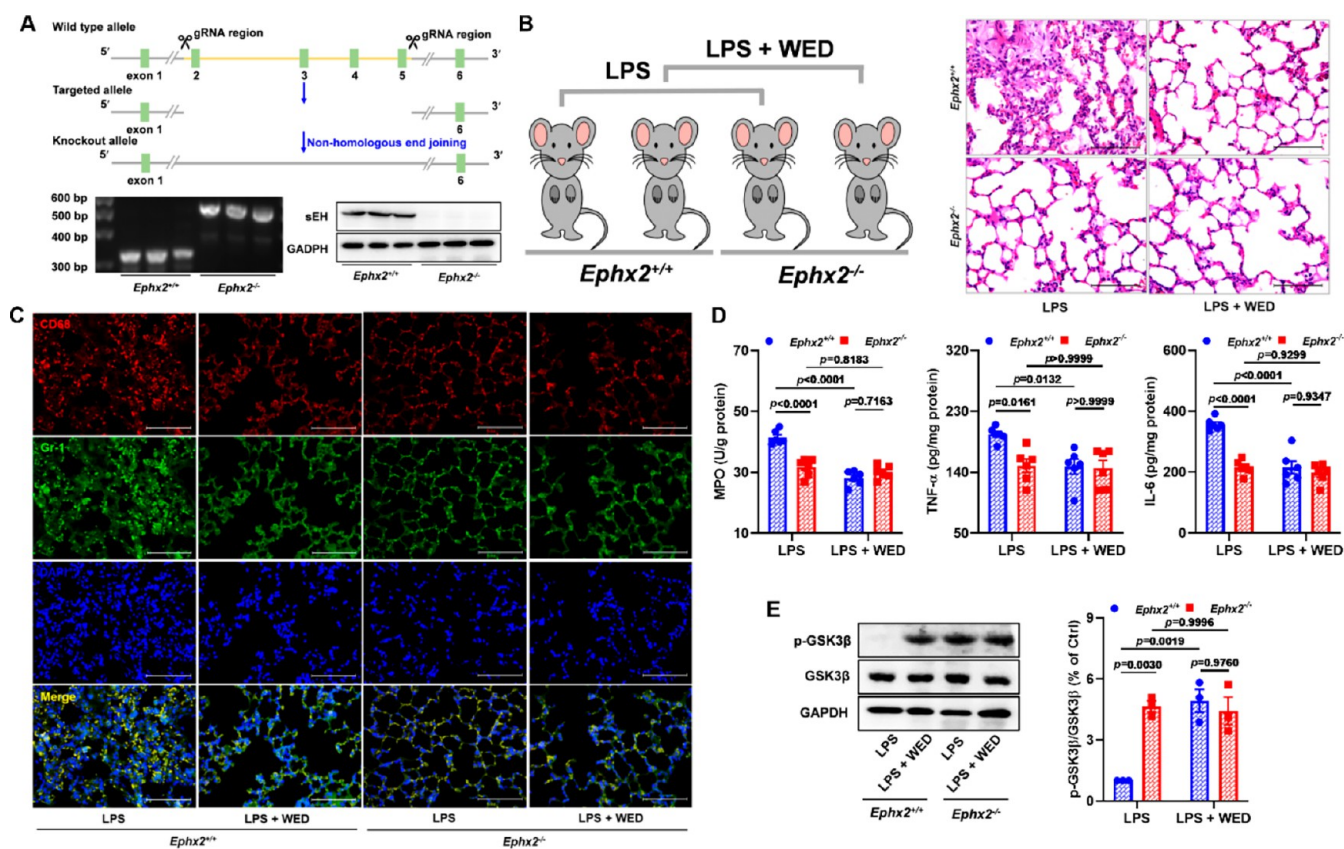 A
Wild type allele
gRNA region
gRNA region
5′
3′
exon 1
2
3
4
5
6
Targeted allele
5′
3′
exon 1
6
Non-homologous end joining
Knockout allele
5′
3′
exon 1
6
600 bp
500 bp
400 bp
300 bp
Ephx2+/+
Ephx2-/-
sEH
GADPH
Ephx2+/+
Ephx2-/-
B
LPS
LPS + WED
Ephx2+/+
Ephx2-/-
Ephx2+/+
Ephx2-/-
LPS
LPS + WED
C
CD68
Gr-1
DAPI
Merge
LPS
LPS + WED
LPS
LPS + WED
Ephx2+/+
Ephx2-/-
D
Ephx2+/+
Ephx2-/-
p=0.8183
p<0.0001
p<0.0001
p=0.7163
MPO (U/g protein)
70
50
30
10
LPS
LPS + WED
Ephx2+/+
Ephx2-/-
p>0.9999
p=0.0132
p=0.0161
p>0.9999
TNF-α (pg/mg protein)
320
230
140
50
LPS
LPS + WED
Ephx2+/+
Ephx2-/-
p=0.9299
p<0.0001
p<0.0001
p=0.9347
IL-6 (pg/mg protein)
600
400
200
0
LPS
LPS + WED
E
p-GSK3β
GSK3β
GAPDH
LPS
LPS + WED
LPS
LPS + WED
Ephx2+/+
Ephx2-/-
Ephx2+/+
Ephx2-/-
p=0.9996
p=0.0019
p=0.0030
p=0.9760
p-GSK3β/GSK3β (% of Ctrl)
9
6
3
0
LPS
LPS + WED